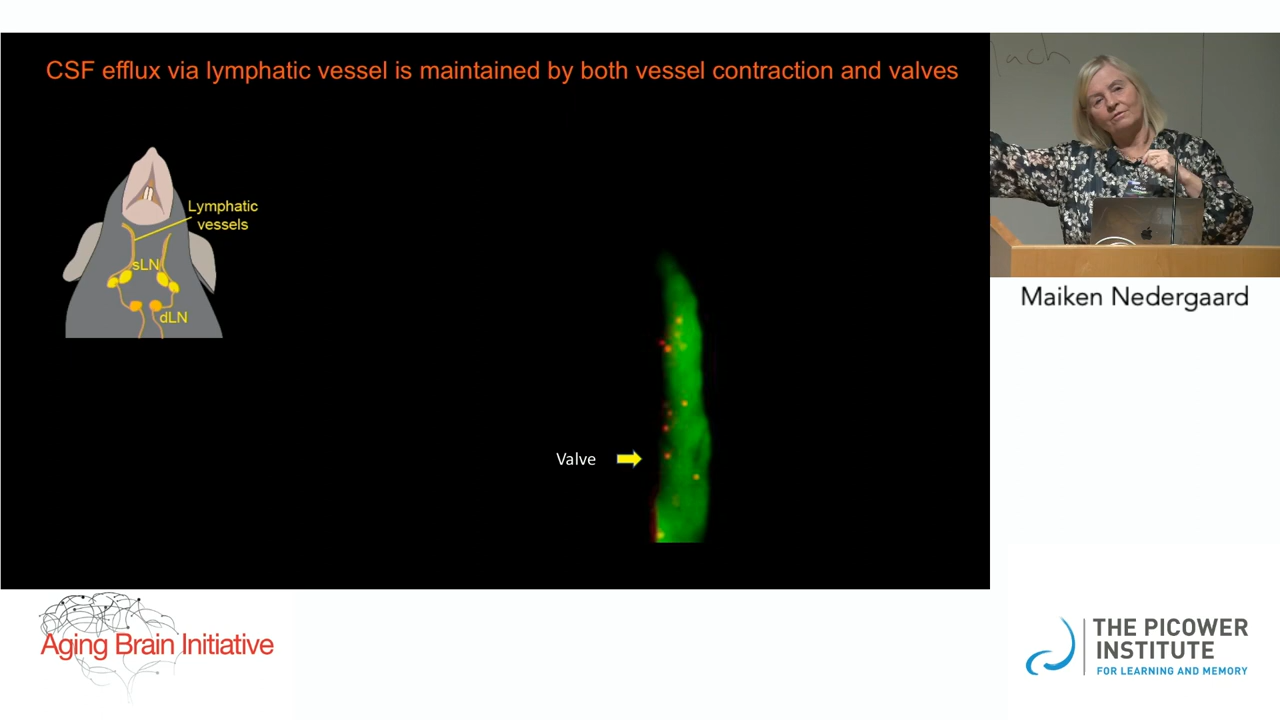 CSF efflux via lymphatic vessel is maintained by both vessel contraction and valves
Lymphatic
vessels
sLN
dLN
Valve
Maiken Nedergaard
Aging Brain Initiative
THE PICOWER
INSTITUTE
FOR LEARNING AND MEMORY